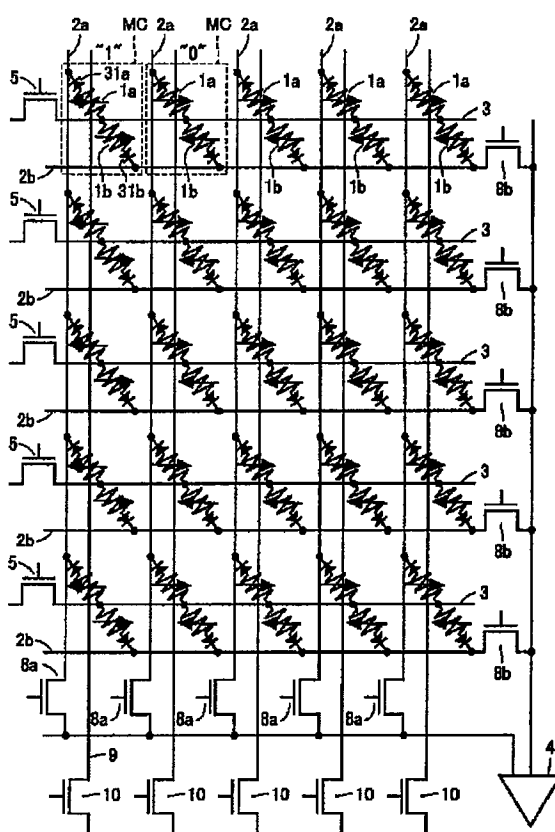 2a MC 2a MC 2a 2a 2a
"1" "0"
5 31a 1a 1a 1a 1a 1a
3
2b 1b 31b 1b 1b 1b 1b 8b
5 3
2b 8b
5 3
2b 8b
5 3
2b 8b
5 3
2b 8b
8a 8a 8a 8a 8a
9 4
10 10 10 10 10